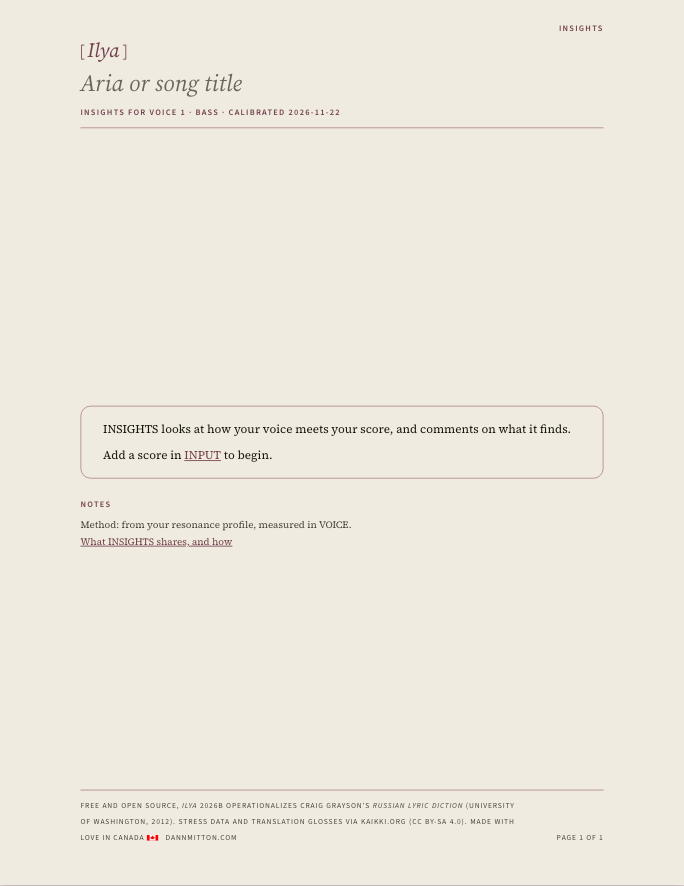 INSIGHTS
[Ilya]
Aria or song title
INSIGHTS FOR VOICE 1 · BASS · CALIBRATED 2026-11-22
INSIGHTS looks at how your voice meets your score, and comments on what it finds.
Add a score in INPUT to begin.
NOTES
Method: from your resonance profile, measured in VOICE.
What INSIGHTS shares, and how
FREE AND OPEN SOURCE, ILYA 2026B OPERATIONALIZES CRAIG GRAYSON'S RUSSIAN LYRIC DICTION (UNIVERSITY
OF WASHINGTON, 2012). STRESS DATA AND TRANSLATION GLOSSES VIA KAIKKI.ORG (CC BY-SA 4.0). MADE WITH
LOVE IN CANADA 🇨🇦 DANNMITTON.COM
PAGE 1 OF 1